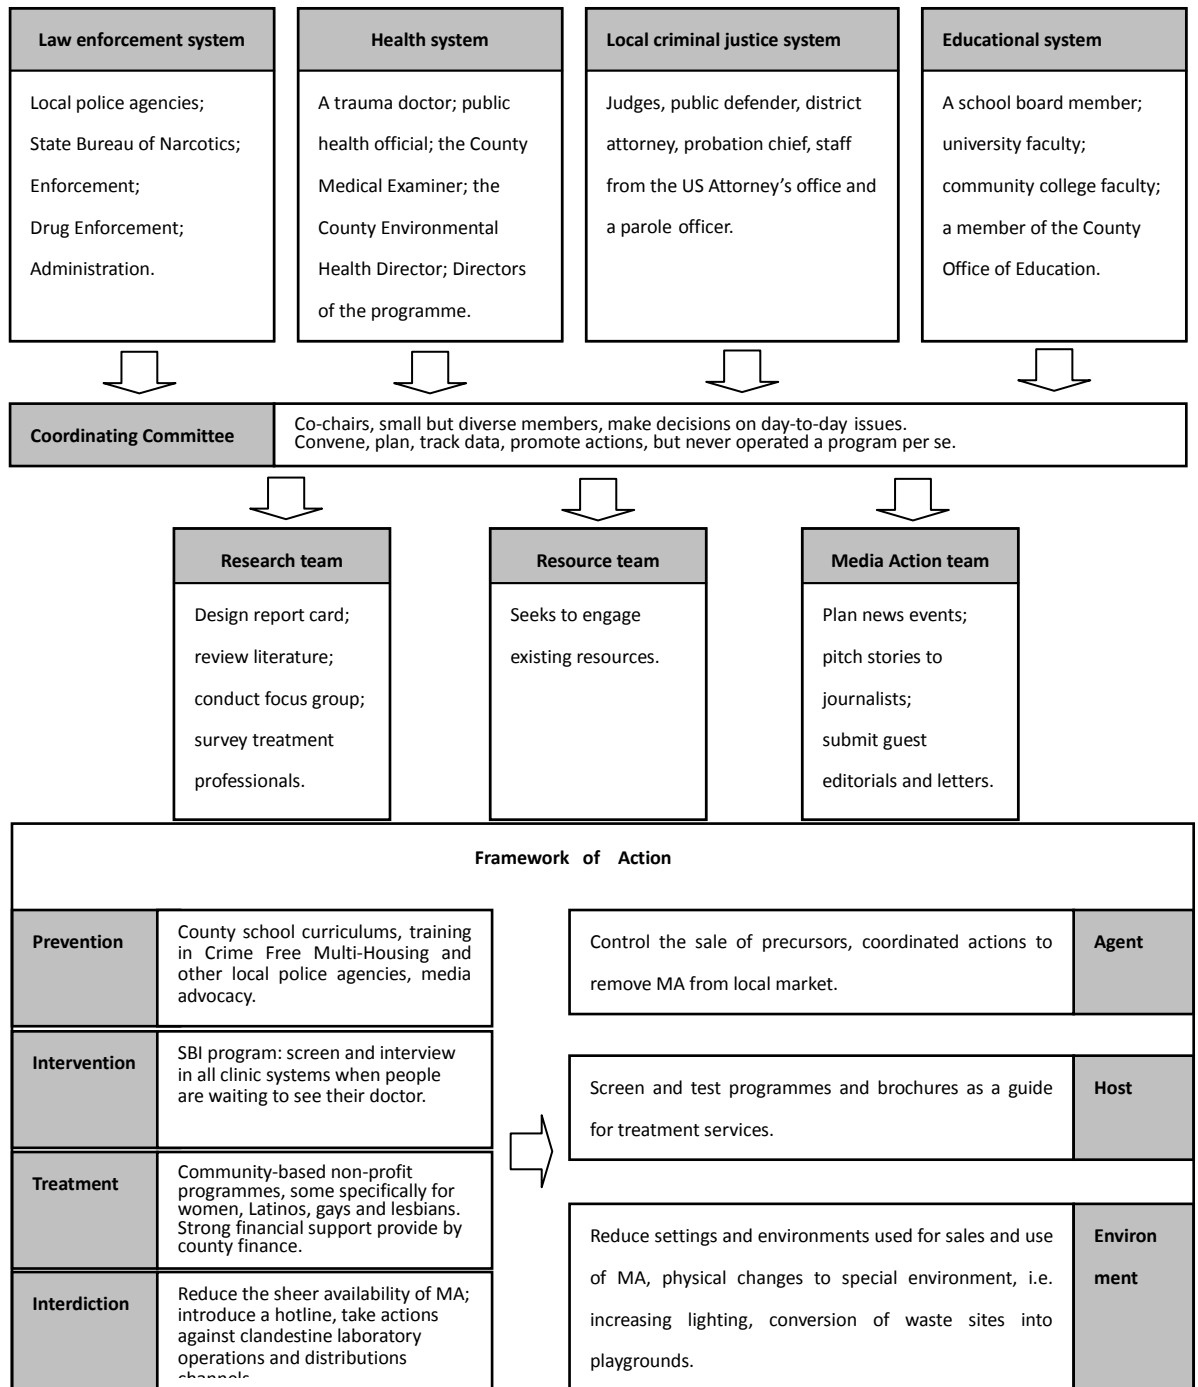 Law enforcement system
Local police agencies;
State Bureau of Narcotics;
Enforcement;
Drug Enforcement;
Administration.
Health system
A trauma doctor; public
health official; the County
Medical Examiner; the
County Environmental
Health Director; Directors
of the programme.
Local criminal justice system
Judges, public defender, district
attorney, probation chief, staff
from the US Attorney's office and
a parole officer.
Educational system
A school board member;
university faculty;
community college faculty;
a member of the County
Office of Education.
Coordinating Committee
Co-chairs, small but diverse members, make decisions on day-to-day issues.
Convene, plan, track data, promote actions, but never operated a program per se.
Research team
Design report card;
review literature;
conduct focus group;
survey treatment
professionals.
Resource team
Seeks to engage
existing resources.
Media Action team
Plan news events;
pitch stories to
journalists;
submit guest
editorials and letters.
Framework of Action
Prevention
County school curriculums, training
in Crime Free Multi-Housing and
other local police agencies, media
advocacy.
Intervention
SBI program: screen and interview
in all clinic systems when people
are waiting to see their doctor.
Treatment
Community-based non-profit
programmes, some specifically for
women, Latinos, gays and lesbians.
Strong financial support provide by
county finance.
Interdiction
Reduce the sheer availability of MA;
introduce a hotline, take actions
against clandestine laboratory
operations and distributions
channels
Control the sale of precursors, coordinated actions to
remove MA from local market.
Agent
Screen and test programmes and brochures as a guide
for treatment services.
Host
Reduce settings and environments used for sales and use
of MA, physical changes to special environment, i.e.
increasing lighting, conversion of waste sites into
playgrounds.
Environ
ment